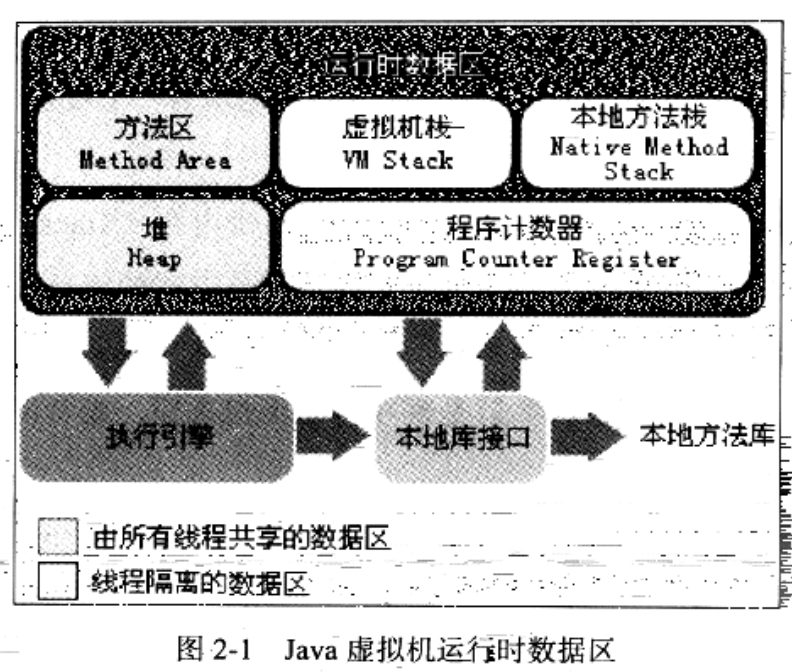 运行时数据区
方法区
Method Area
虚拟机栈
VM Stack
本地方法栈
Native Method
Stack
堆
Heap
程序计数器
Program Counter Register
执行引擎
本地库接口
本地方法库
由所有线程共享的数据区
线程隔离的数据区
图 2-1 Java 虚拟机运行时数据区